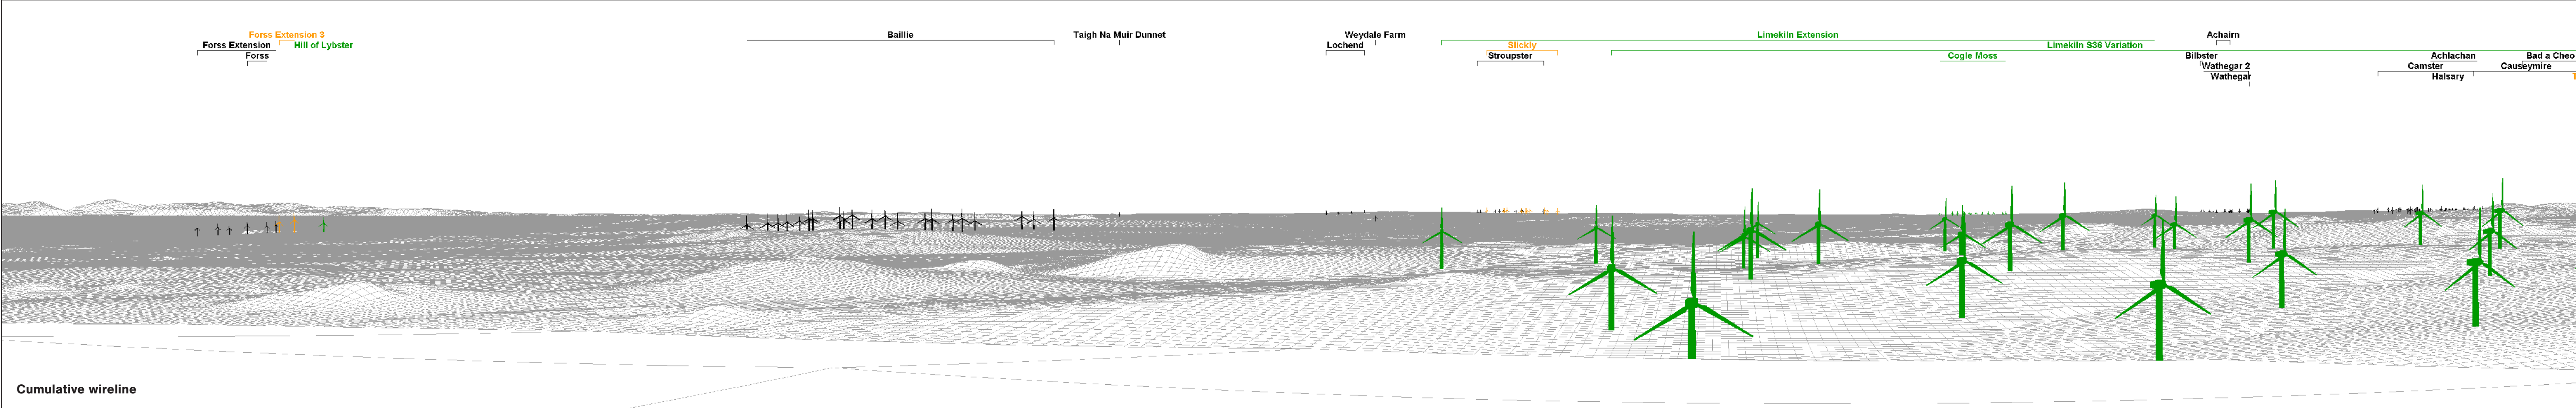 Forss Extension 3
Forss Extension
Hill of Lybster
Forss
Baillie
Taigh Na Muir Dunnet
Weydale Farm
Lochend
Slickly
Stroupster
Limekiln Extension
Limekiln S36 Variation
Cogle Moss
Achairn
Bilbster
Wathegar 2
Wathegar
Achlachan
Bad a Cheo
Camster
Causeymire
Halsary
T
Cumulative wireline